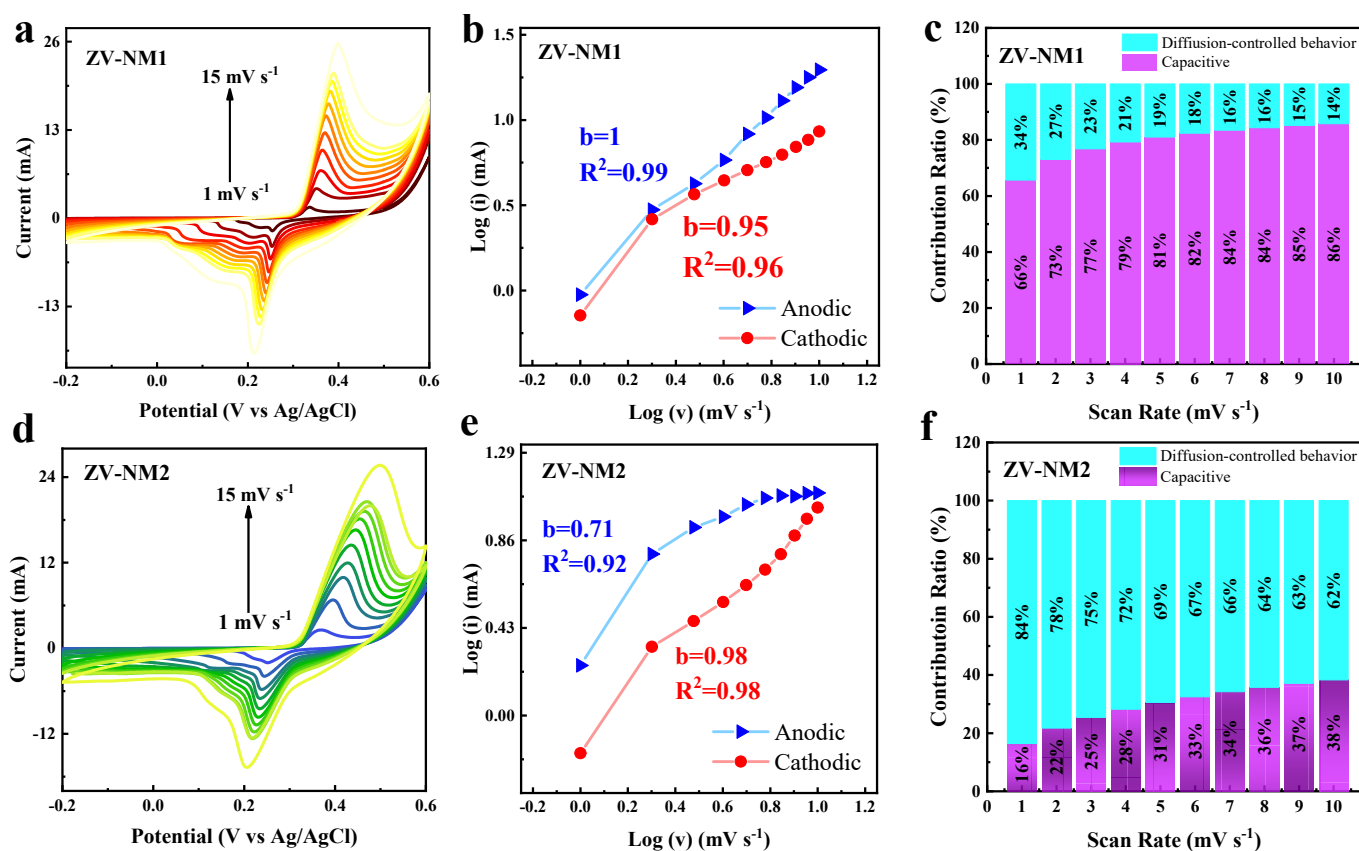 a
ZV-NM1
15 mV s⁻¹
1 mV s⁻¹
26
13
0
-13
-0.2 0.0 0.2 0.4 0.6
Current (mA)
Potential (V vs Ag/AgCl)
b
b=1
R²=0.99
b=0.95
R²=0.96
Anodic
Cathodic
1.5
1.0
0.5
0.0
-0.2 0.0 0.2 0.4 0.6 0.8 1.0 1.2
Log (i) (mA)
Log (v) (mV s⁻¹)
c
ZV-NM1
Diffusion-controlled behavior
Capacitive
120
100
80
60
40
20
0
34% 27% 23% 21% 19% 18% 16% 16% 15% 14%
66% 73% 77% 79% 81% 82% 84% 84% 85% 86%
0 1 2 3 4 5 6 7 8 9 10
Contribution Ratio (%)
Scan Rate (mV s⁻¹)
d
ZV-NM2
15 mV s⁻¹
1 mV s⁻¹
24
12
0
-12
-0.2 0.0 0.2 0.4 0.6
Current (mA)
Potential (V vs Ag/AgCl)
e
ZV-NM2
b=0.71
R²=0.92
b=0.98
R²=0.98
Anodic
Cathodic
1.29
0.86
0.43
0.00
-0.2 0.0 0.2 0.4 0.6 0.8 1.0 1.2
Log (i) (mA)
Log (v) (mV s⁻¹)
f
ZV-NM2
Diffusion-controlled behavior
Capacitive
120
100
80
60
40
20
0
84% 78% 75% 72% 69% 67% 66% 64% 63% 62%
16% 22% 25% 28% 31% 33% 34% 36% 37% 38%
0 1 2 3 4 5 6 7 8 9 10
Contributoin Ratio (%)
Scan Rate (mV s⁻¹)